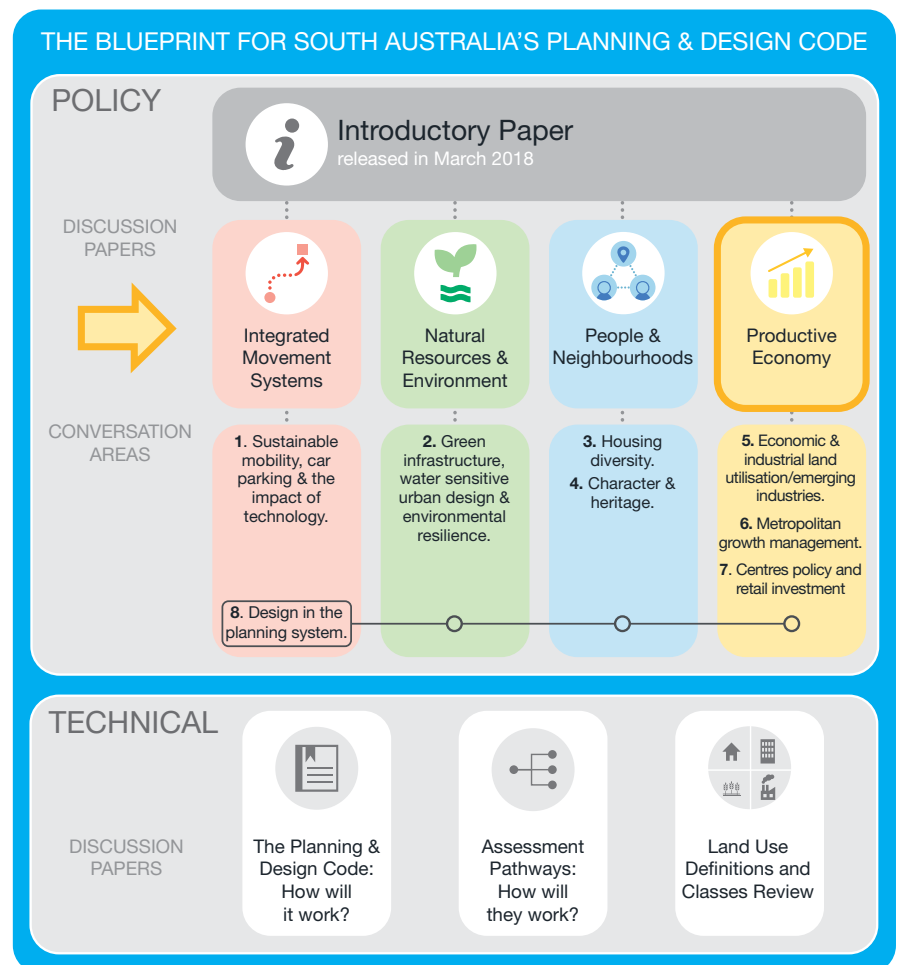 THE BLUEPRINT FOR SOUTH AUSTRALIA'S PLANNING & DESIGN CODE
POLICY
Introductory Paper
released in March 2018
DISCUSSION
PAPERS
Integrated
Movement
Systems
Natural
Resources &
Environment
People &
Neighbourhoods
Productive
Economy
CONVERSATION
AREAS
1. Sustainable
mobility, car
parking & the
impact of
technology.
2. Green
infrastructure,
water sensitive
urban design &
environmental
resilience.
3. Housing
diversity.
4. Character &
heritage.
5. Economic &
industrial land
utilisation/emerging
industries.
6. Metropolitan
growth management.
7. Centres policy and
retail investment
8. Design in the
planning system.
TECHNICAL
DISCUSSION
PAPERS
The Planning &
Design Code:
How will
it work?
Assessment
Pathways:
How will
they work?
Land Use
Definitions and
Classes Review